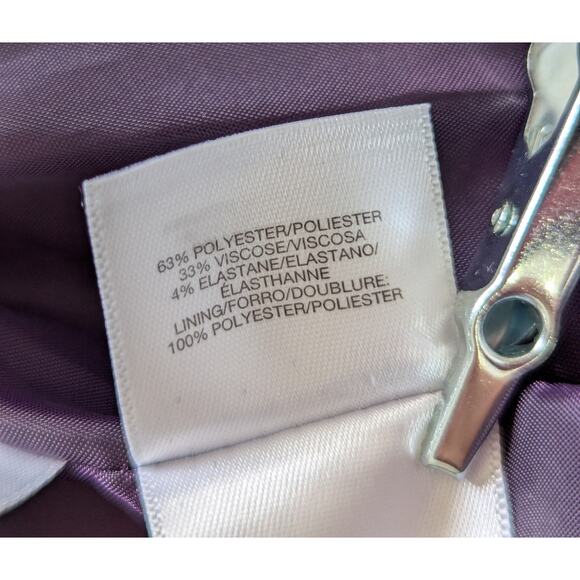 63% POLYESTER/POLIESTER
33% VISCOSE/VISCOSA
4% ELASTANE/ELASTANO/
ÉLASTHANNE
LINING/FORRO/DOUBLURE:
100% POLYESTER/POLIESTER